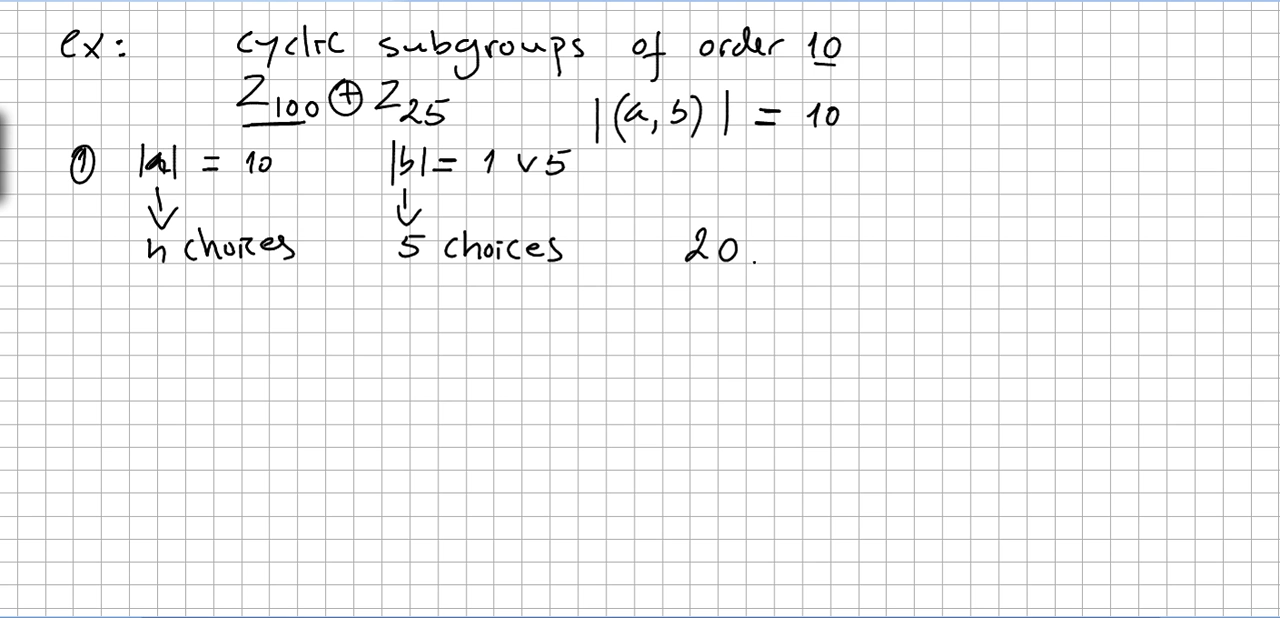 ex: cyclic subgroups of order 10
Z₁₀₀ ⊕ Z₂₅ |(a, b)| = 10
① |a| = 10 |b| = 1 ∨ 5
↓ ↓
4 choices 5 choices 20.